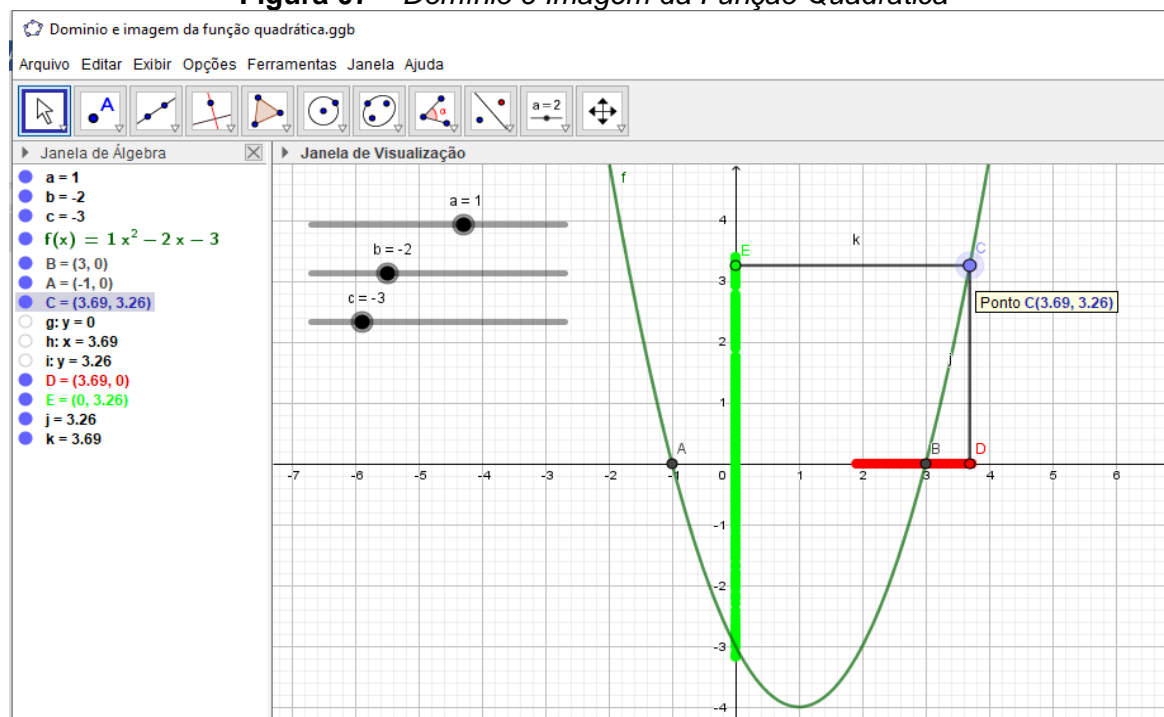 Figura 67 – Domínio e Imagem da Função Quadrática
Dominio e imagem da função quadrática.ggb
Arquivo Editar Exibir Opções Ferramentas Janela Ajuda
A
α
a = 2
Janela de Álgebra
Janela de Visualização
a = 1
b = -2
c = -3
f(x) = 1 x² − 2 x − 3
B = (3, 0)
A = (-1, 0)
C = (3.69, 3.26)
g: y = 0
h: x = 3.69
i: y = 3.26
D = (3.69, 0)
E = (0, 3.26)
j = 3.26
k = 3.69
f
a = 1
b = -2
c = -3
4
E
k
C
3
Ponto C(3.69, 3.26)
2
j
1
A
B
D
-7 -6 -5 -4 -3 -2 -1 0 1 2 3 4 5 6
-1
-2
-3
-4